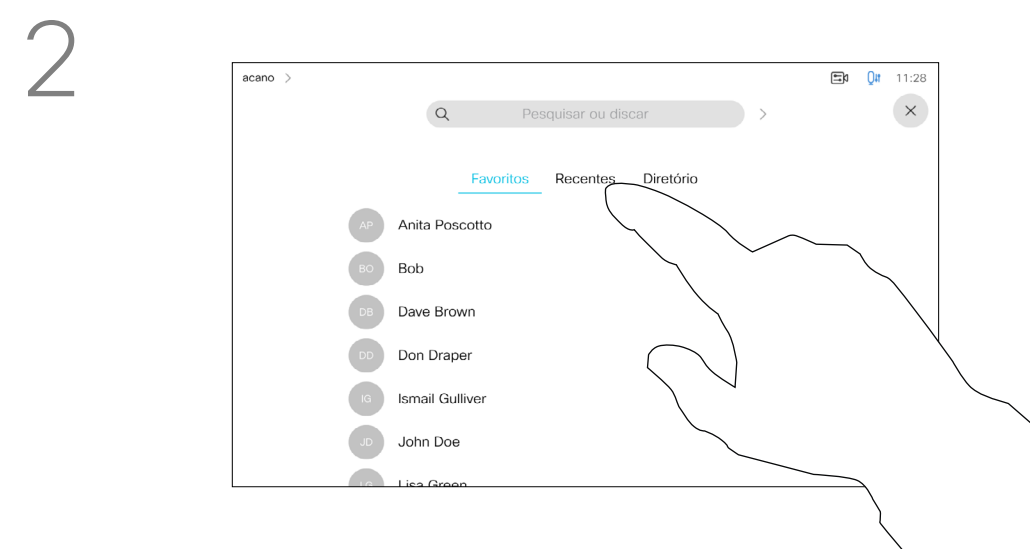 2
acano >
11:28
Pesquisar ou discar
Favoritos Recentes Diretório
AP Anita Poscotto
BO Bob
DB Dave Brown
DD Don Draper
IG Ismail Gulliver
JD John Doe
LG Lisa Green